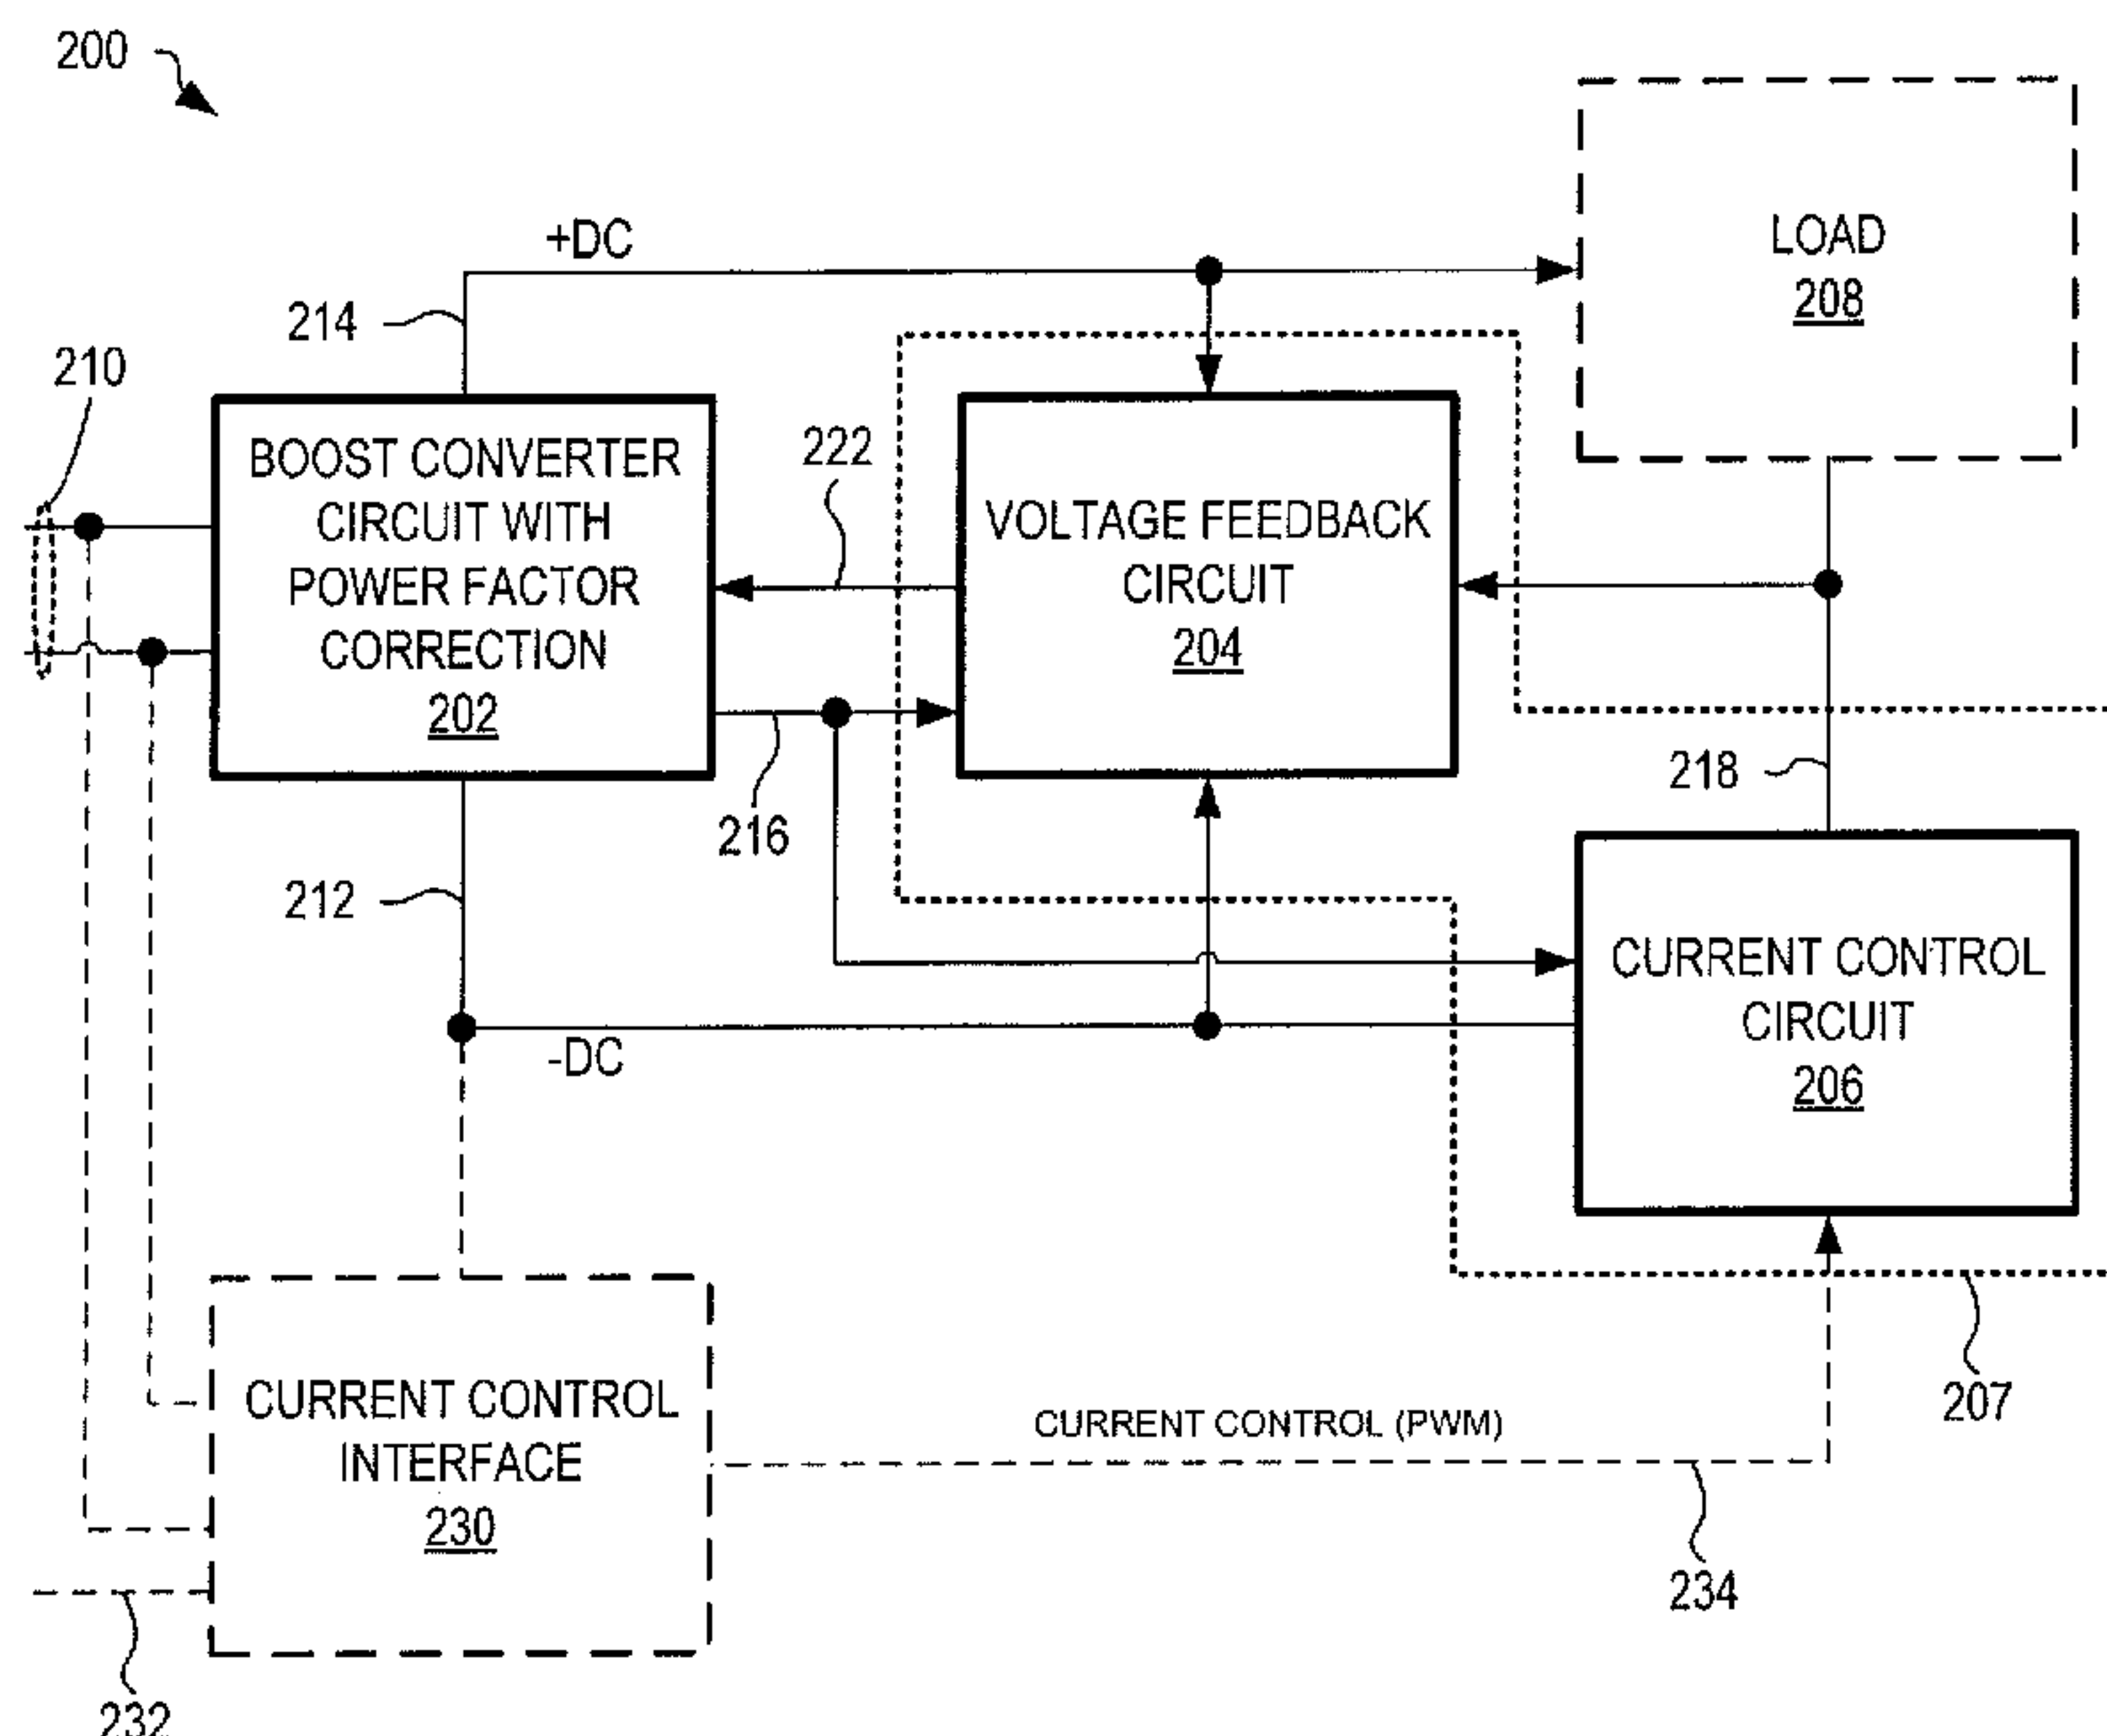 200
LOAD
208
+DC
214
210
BOOST CONVERTER
CIRCUIT WITH
POWER FACTOR
CORRECTION
202
222
VOLTAGE FEEDBACK
CIRCUIT
204
216
218
212
-DC
CURRENT CONTROL
CIRCUIT
206
207
CURRENT CONTROL
INTERFACE
230
CURRENT CONTROL (PWM)
234
232